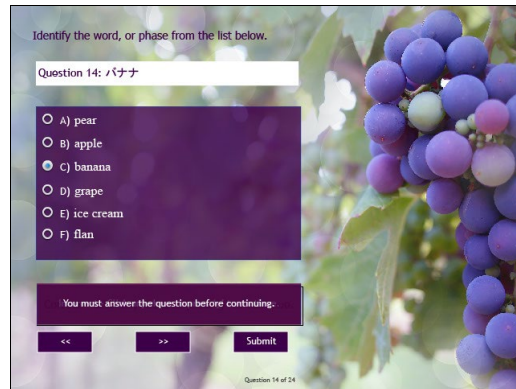 Identify the word, or phase from the list below.
Question 14: バナナ
A) pear
B) apple
C) banana
D) grape
E) ice cream
F) flan
You must answer the question before continuing.
<<
>>
Submit
Question 14 of 24